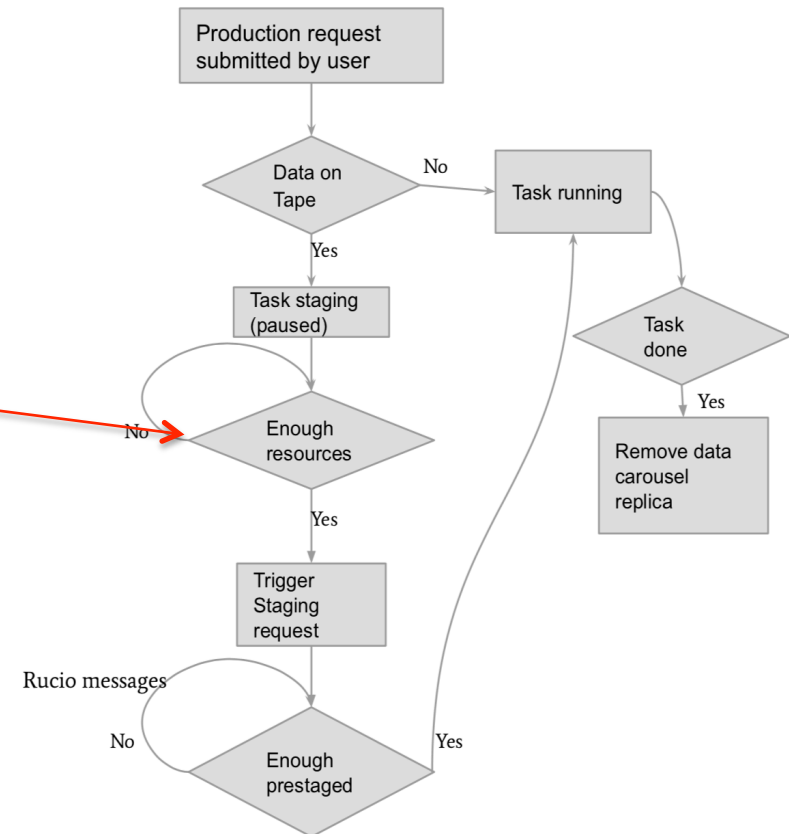 Production request
submitted by user
Data on
Tape
No
Task running
Yes
Task staging
(paused)
Task
done
Yes
No
Enough
resources
Remove data
carousel
replica
Yes
Trigger
Staging
request
Rucio messages
No
Yes
Enough
prestaged